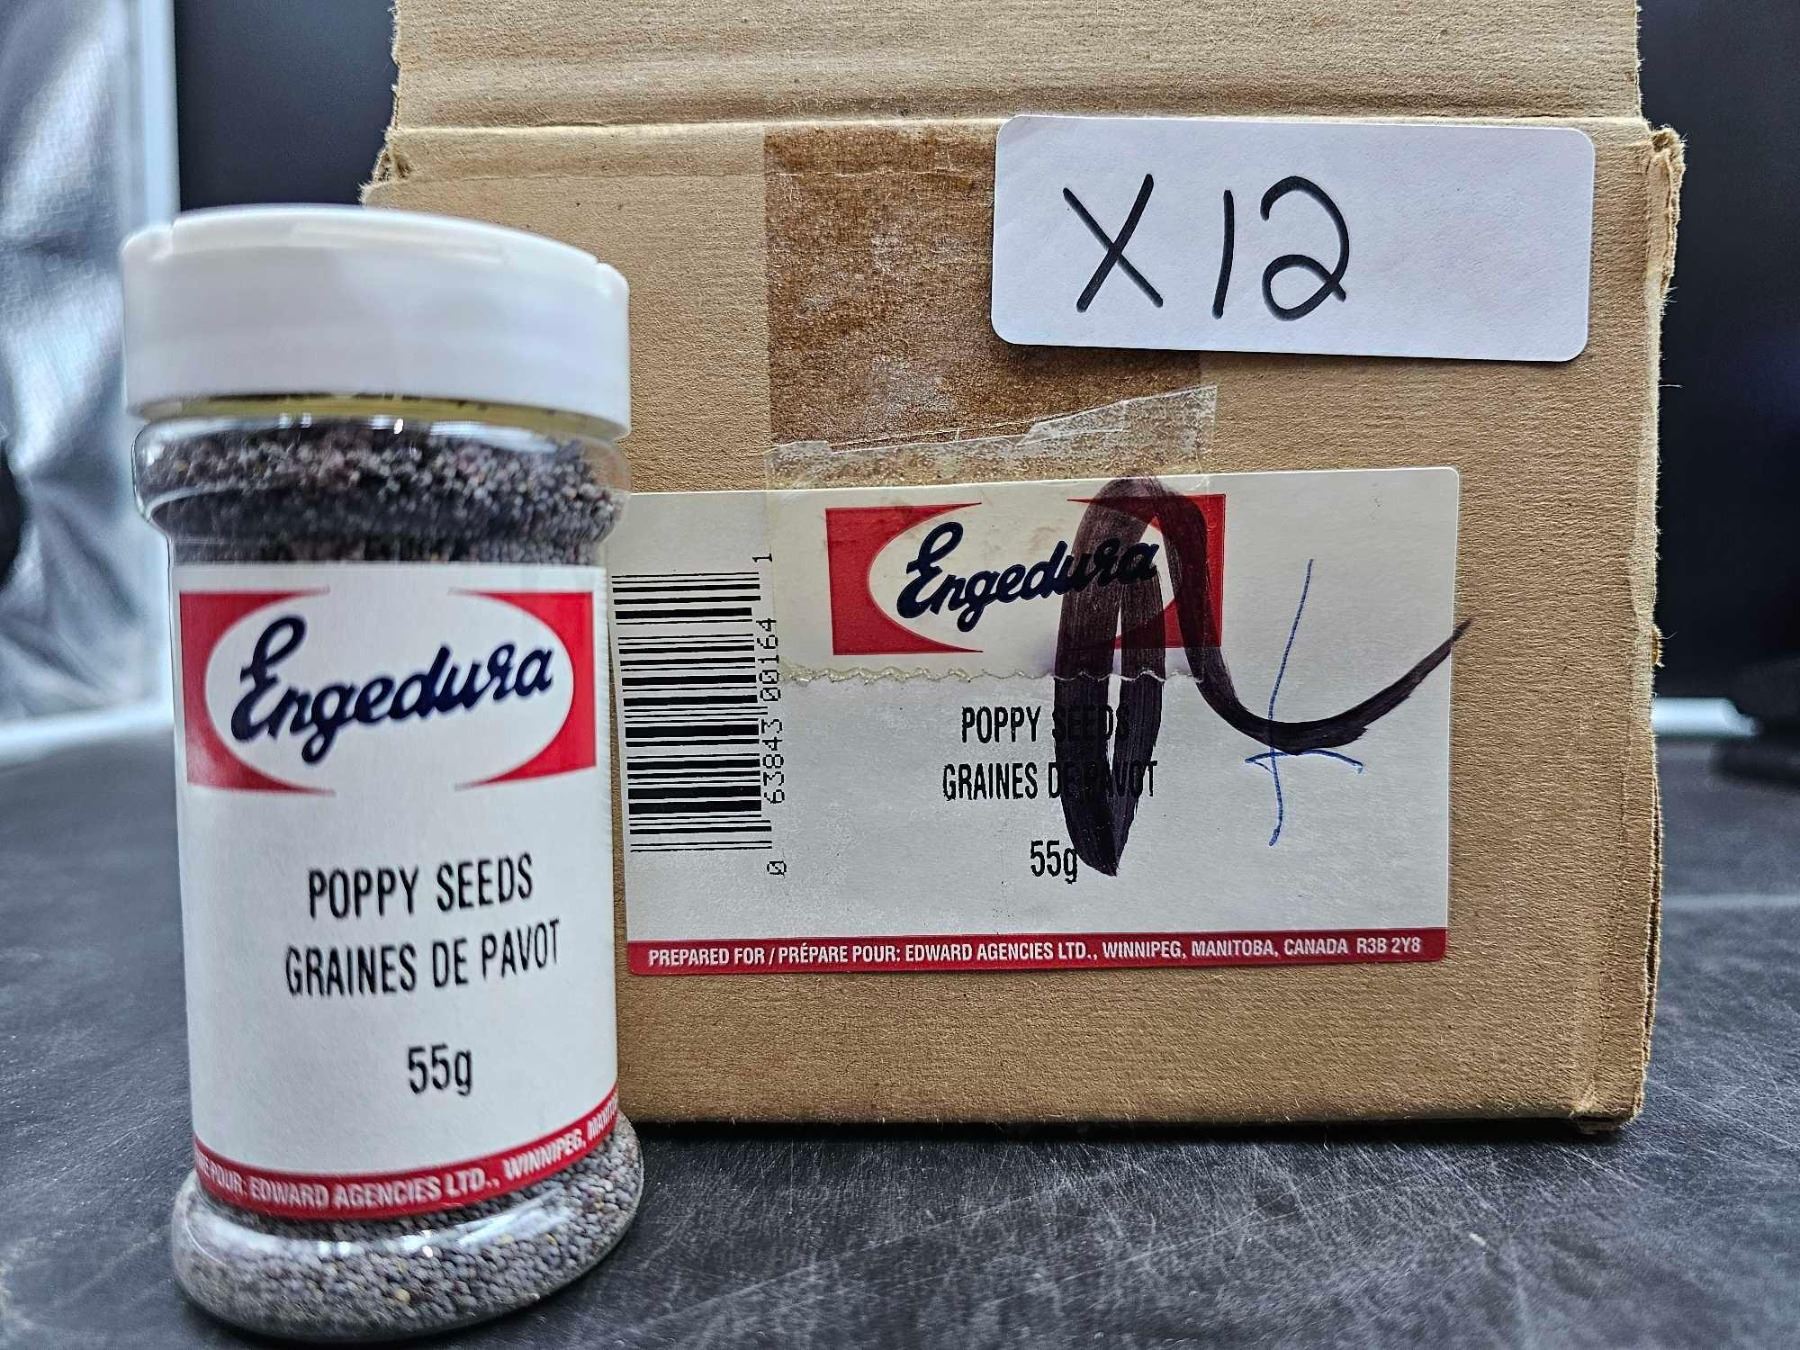 X12
Engedura
POPPY SEEDS
GRAINES DE PAVOT
55g
POUR: EDWARD AGENCIES LTD., WINNIPEG,
0 63843 00164 1
Engedura
POPPY SEEDS
GRAINES DE PAVOT
55g
PREPARED FOR / PRÉPARE POUR: EDWARD AGENCIES LTD., WINNIPEG, MANITOBA, CANADA R3B 2Y8